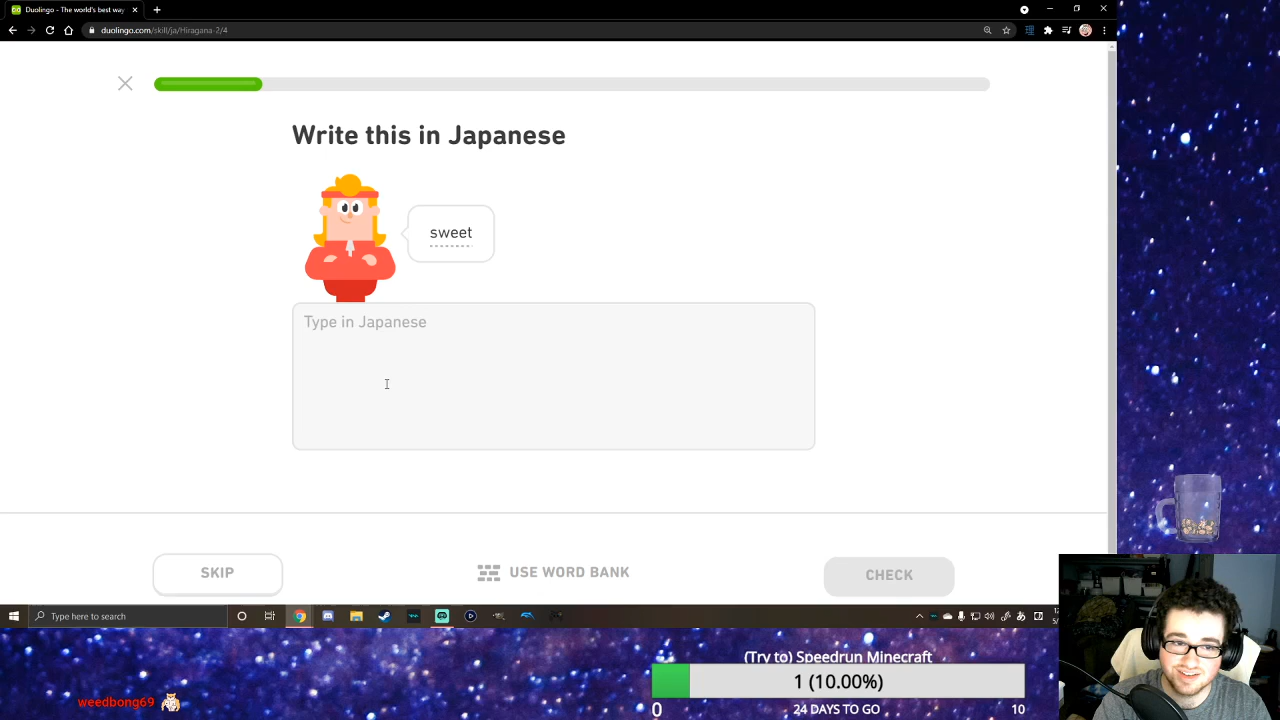 Duolingo - The world's best way
duolingo.com/skill/ja/Hiragana-2/4
Write this in Japanese
sweet
Type in Japanese
SKIP
USE WORD BANK
CHECK
Type here to search
(Try to) Speedrun Minecraft
1 (10.00%)
0
24 DAYS TO GO
10
weedbong69